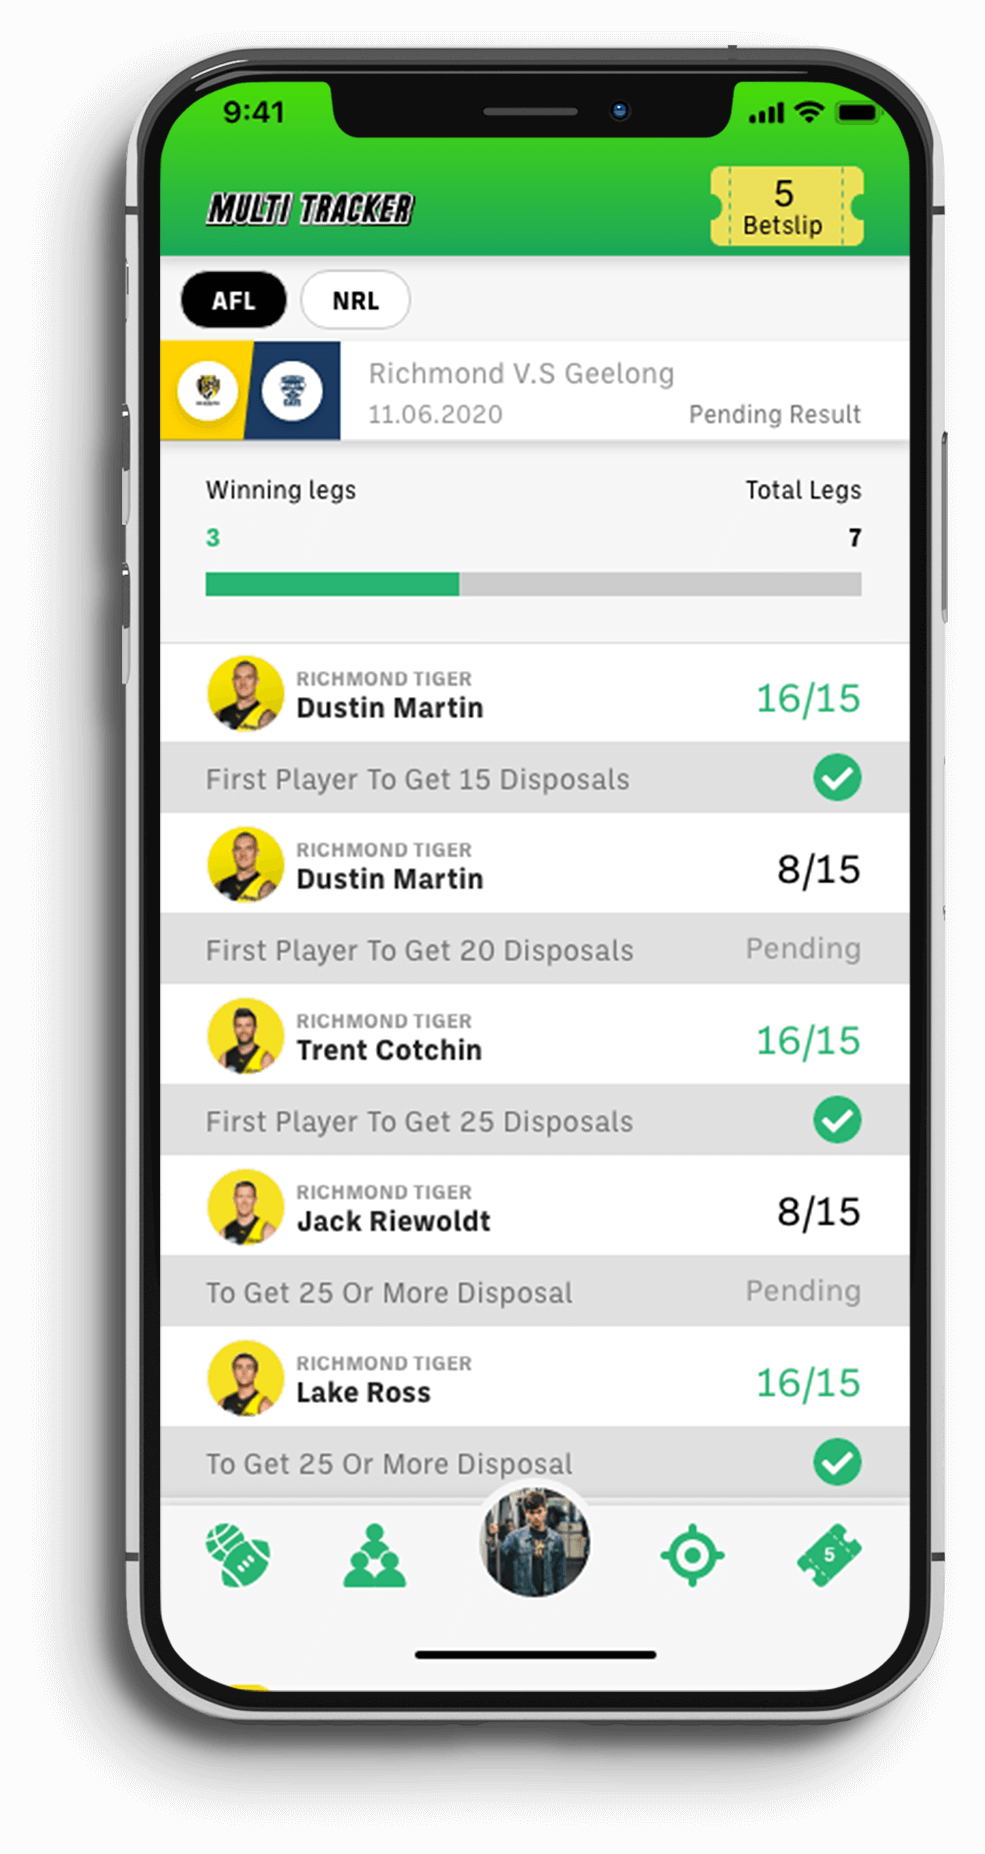 9:41
MULTI TRACKER
5
Betslip
AFL
NRL
Richmond V.S Geelong
11.06.2020
Pending Result
Winning legs
Total Legs
3
7
RICHMOND TIGER
Dustin Martin
16/15
First Player To Get 15 Disposals
RICHMOND TIGER
Dustin Martin
8/15
First Player To Get 20 Disposals
Pending
RICHMOND TIGER
Trent Cotchin
16/15
First Player To Get 25 Disposals
RICHMOND TIGER
Jack Riewoldt
8/15
To Get 25 Or More Disposal
Pending
RICHMOND TIGER
Lake Ross
16/15
To Get 25 Or More Disposal
5